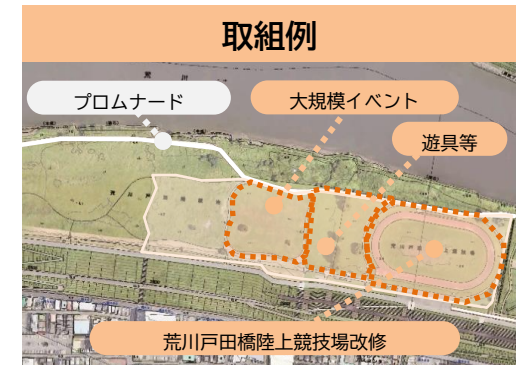 取組例
プロムナード
大規模イベント
遊具等
荒川戸田橋陸上競技場改修